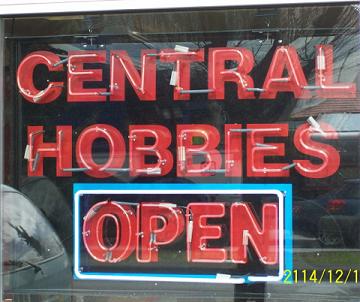 CENTRAL
HOBBIES
OPEN
2114/12/1